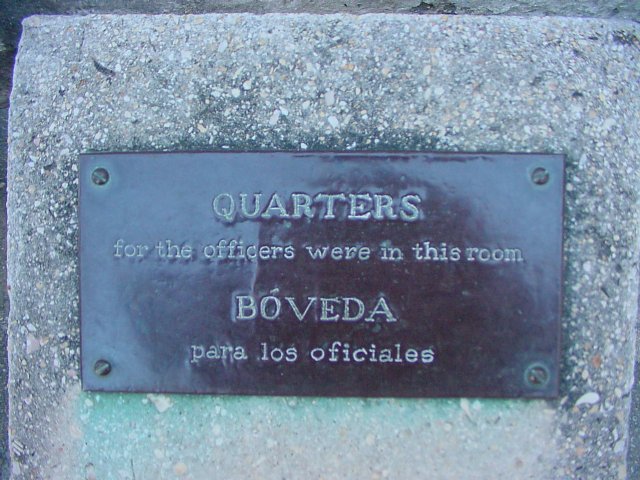 QUARTERS
for the officers were in this room
BÓVEDA
para los oficiales